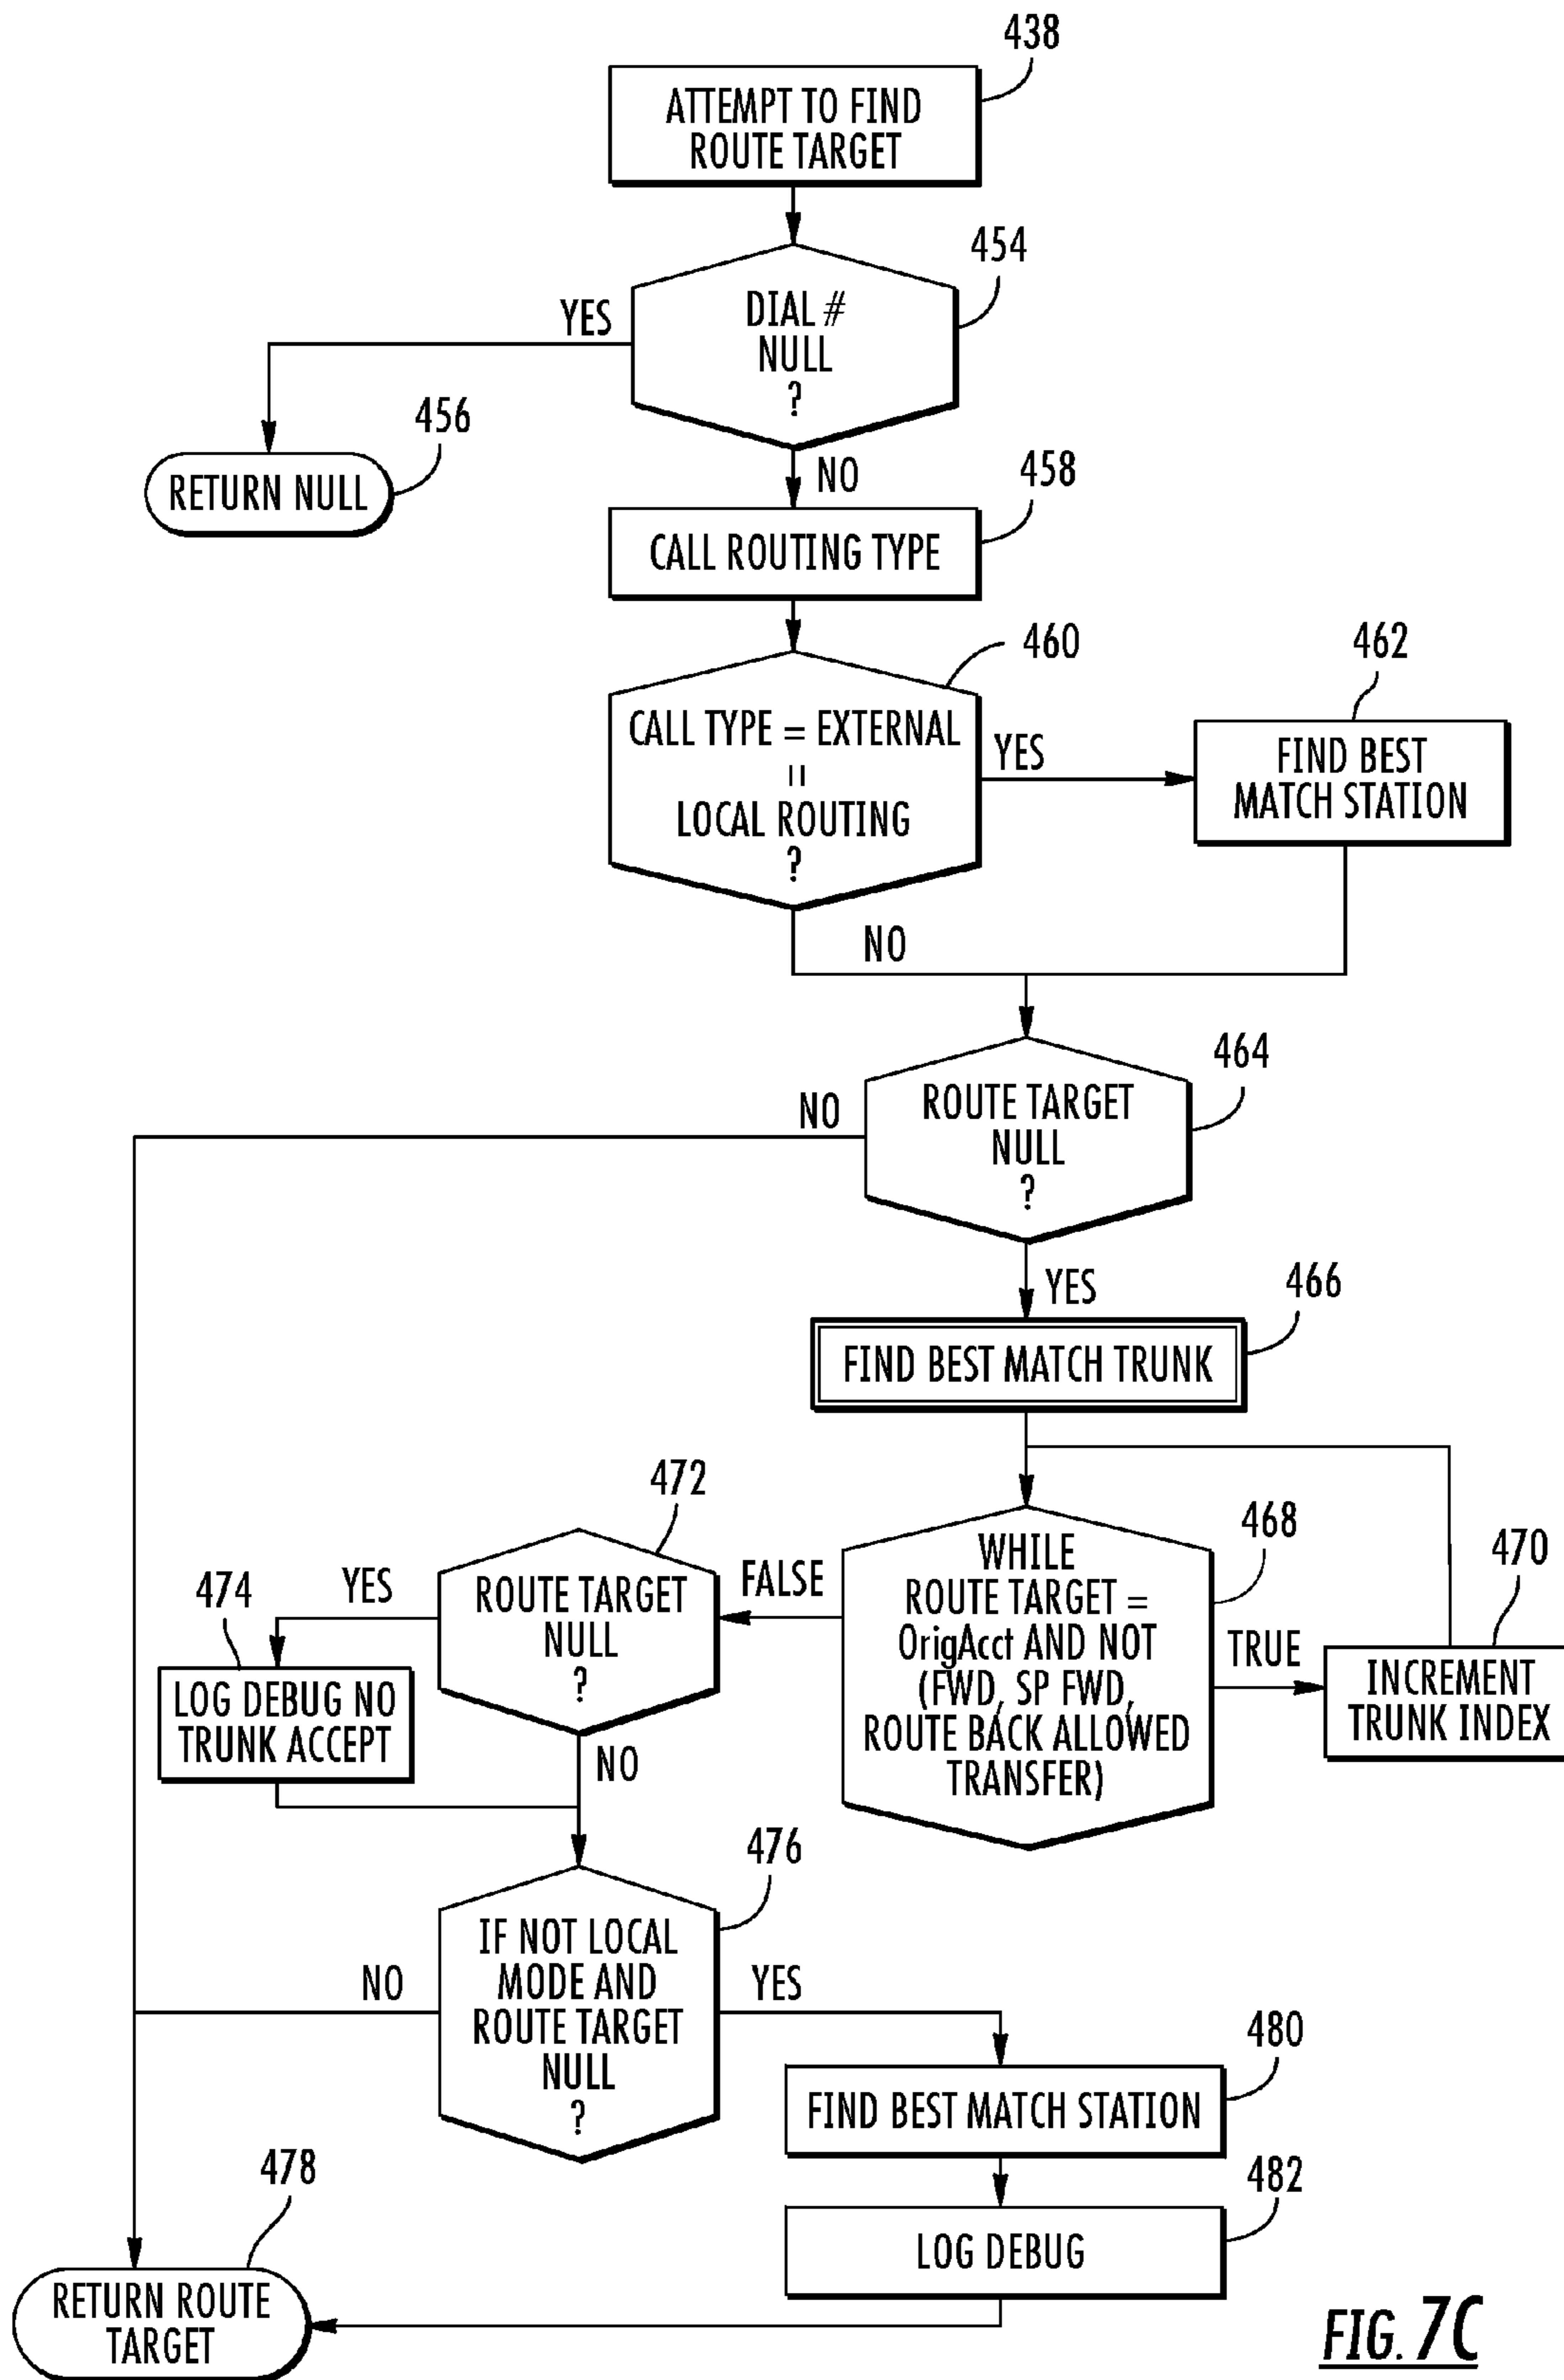 438
ATTEMPT TO FIND
ROUTE TARGET
454
DIAL #
NULL
?
YES
456
RETURN NULL
NO
458
CALL ROUTING TYPE
460
462
CALL TYPE = EXTERNAL
=
LOCAL ROUTING
?
YES
FIND BEST
MATCH STATION
NO
464
ROUTE TARGET
NULL
?
NO
YES
466
FIND BEST MATCH TRUNK
472
468
470
474
YES
ROUTE TARGET
NULL
?
FALSE
WHILE
ROUTE TARGET =
OrigAcct AND NOT
(FWD, SP FWD,
ROUTE BACK ALLOWED
TRANSFER)
TRUE
INCREMENT
TRUNK INDEX
LOG DEBUG NO
TRUNK ACCEPT
NO
476
IF NOT LOCAL
MODE AND
ROUTE TARGET
NULL
?
NO
YES
480
FIND BEST MATCH STATION
478
482
LOG DEBUG
RETURN ROUTE
TARGET
FIG. 7C